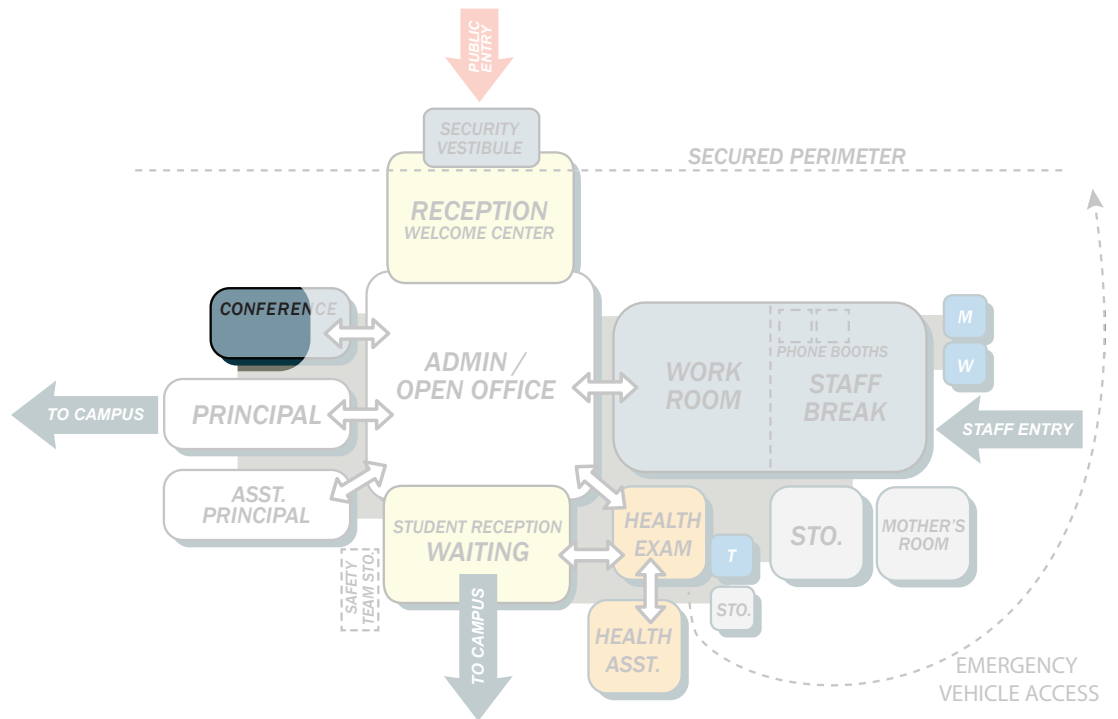 PUBLIC
ENTRY
SECURITY
VESTIBULE
SECURED PERIMETER
RECEPTION
WELCOME CENTER
CONFERENCE
ADMIN /
OPEN OFFICE
WORK
ROOM
PHONE BOOTHS
STAFF
BREAK
M
W
TO CAMPUS
PRINCIPAL
STAFF ENTRY
ASST.
PRINCIPAL
STUDENT RECEPTION
WAITING
HEALTH
EXAM
T
STO.
MOTHER'S
ROOM
SAFETY
TEAM STO.
STO.
TO CAMPUS
HEALTH
ASST.
EMERGENCY
VEHICLE ACCESS